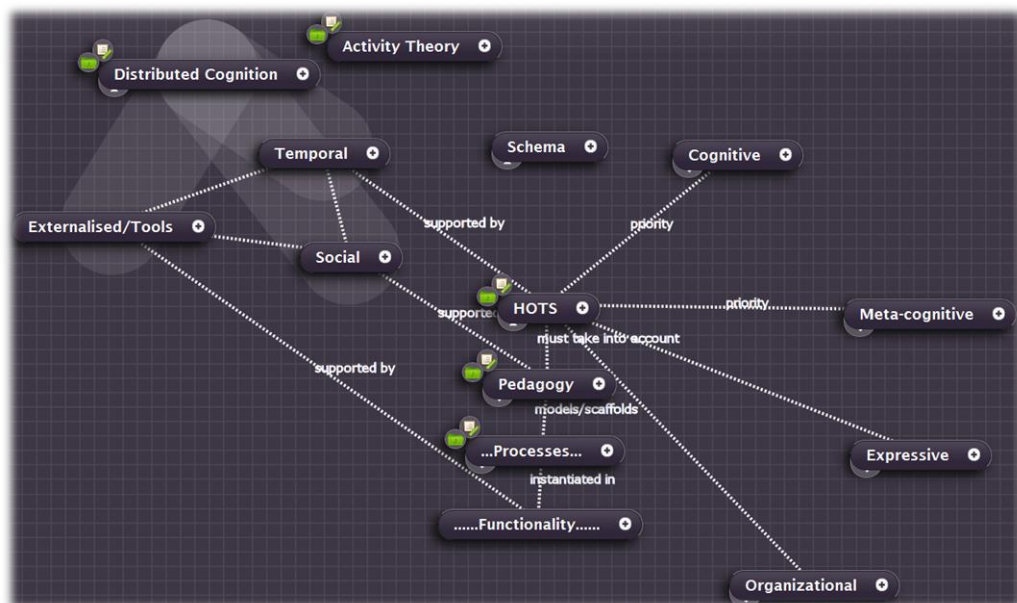 Activity Theory
Distributed Cognition
Temporal
Schema
Cognitive
Externalised/Tools
supported by
priority
Social
HOTS
priority
Meta-cognitive
supported
must take into account
supported by
Pedagogy
models/scaffolds
...Processes...
Expressive
instantiated in
......Functionality......
Organizational